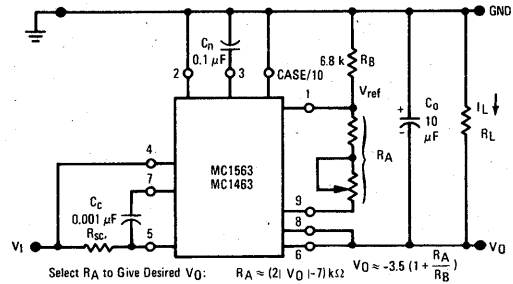 GND
Cn
0.1 µF
6.8 k
RB
2
3
CASE/10
1
Vref
Co
10
µF
+
-
IL
RL
RA
4
7
MC1563
MC1463
Cc
0.001 µF
RSC.
9
8
VI
5
6
VO
Select RA to Give Desired VO: RA ≈ (2| VO |-7) kΩ VO ≈ -3.5 (1 + RA/RB)